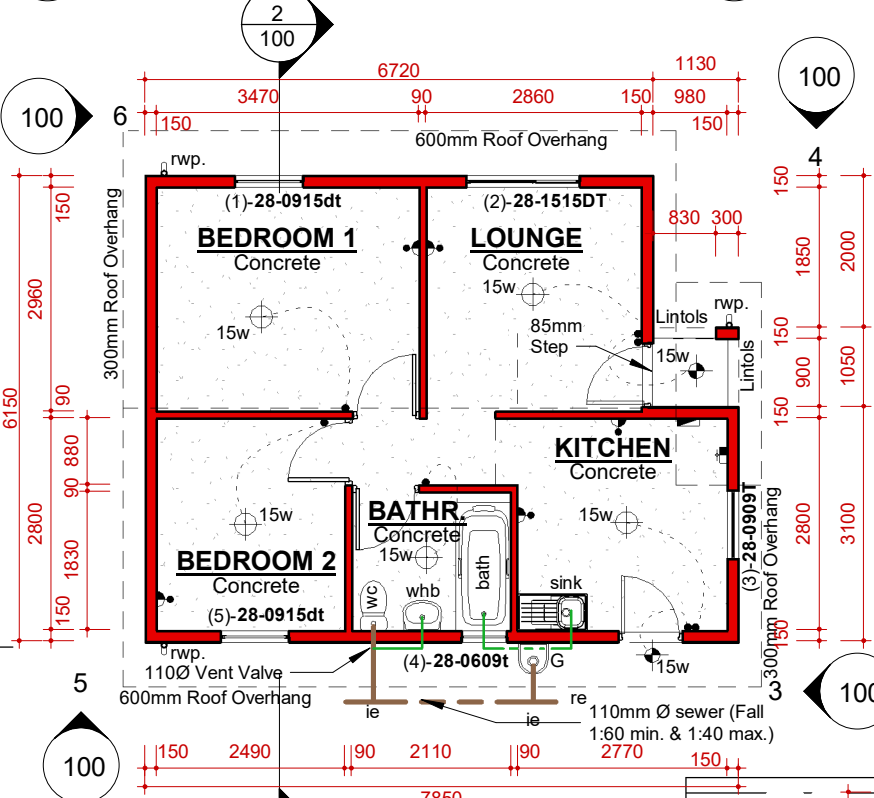 2
100
100
100
6720
1130
3470
90
2860
150
980
150
150
6
4
600mm Roof Overhang
rwp.
(1)-28-0915dt
(2)-28-1515DT
BEDROOM 1
Concrete
LOUNGE
Concrete
15w
15w
300mm Roof Overhang
830
300
85mm
Step
Lintols
rwp.
15w
Lintols
150
2960
90
6150
880
90
2800
1830
150
150
1850
2000
150
900
1050
150
2800
3100
150
KITCHEN
Concrete
15w
BATHR.
Concrete
15w
15w
BEDROOM 2
Concrete
(5)-28-0915dt
wc
whb
bath
sink
(3)-28-0909T
300mm Roof Overhang
rwp.
110Ø Vent Valve
(4)-28-0609t
G
15w
600mm Roof Overhang
ie
ie
re
110mm Ø sewer (Fall
1:60 min. & 1:40 max.)
5
3
100
100
150
2490
90
2110
90
2770
150
7850